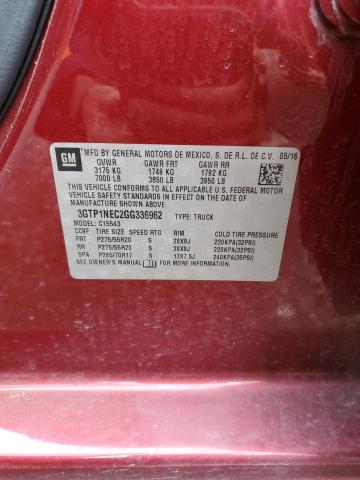 GM
MFD BY GENERAL MOTORS DE MEXICO, S. DE R.L. DE C.V. 05/16
GVWR GAWR FRT GAWR RR
3175 KG 1746 KG 1792 KG
7000 LB 3850 LB 3950 LB
THIS VEHICLE CONFORMS TO ALL APPLICABLE U.S. FEDERAL MOTOR
VEHICLE SAFETY STANDARDS IN EFFECT ON THE DATE OF
MANUFACTURE SHOWN ABOVE.
3GTP1NEC2GG336962 TYPE: TRUCK
MODEL: C15543
CC9F TIRE SIZE SPEED RTG RIM COLD TIRE PRESSURE
FRT P275/55R20 S 20X9J 220KPA(32PSI)
RR P275/55R20 S 20X9J 220KPA(32PSI)
SPA P265/70R17 S 17X7.5J 240KPA(35PSI)
SEE OWNER'S MANUAL FOR MORE INFORMATION.